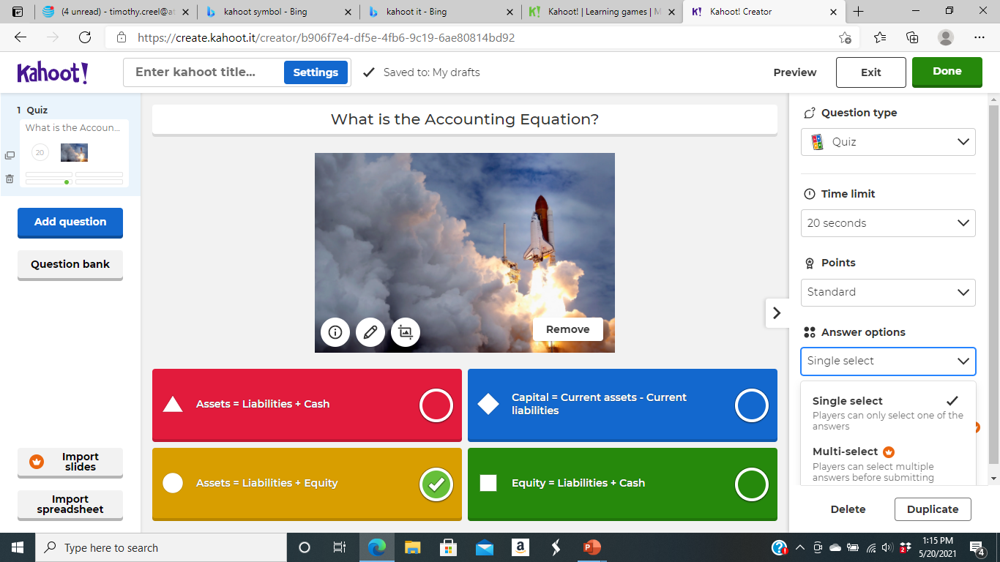 (4 unread) - timothy.creel@at
kahoot symbol - Bing
kahoot it - Bing
Kahoot! | Learning games | M
Kahoot! Creator
https://create.kahoot.it/creator/b906f7e4-df5e-4fb6-9c19-6ae80814bd92
Kahoot!
Enter kahoot title...
Settings
Saved to: My drafts
Preview
Exit
Done
1 Quiz
What is the Accoun...
20
Add question
Question bank
Import
slides
Import
spreadsheet
What is the Accounting Equation?
Remove
Assets = Liabilities + Cash
Capital = Current assets - Current
liabilities
Assets = Liabilities + Equity
Equity = Liabilities + Cash
Question type
Quiz
Time limit
20 seconds
Points
Standard
Answer options
Single select
Single select
Players can only select one of the
answers
Multi-select
Players can select multiple
answers before submitting
Delete
Duplicate
Type here to search
1:15 PM
5/20/2021
4